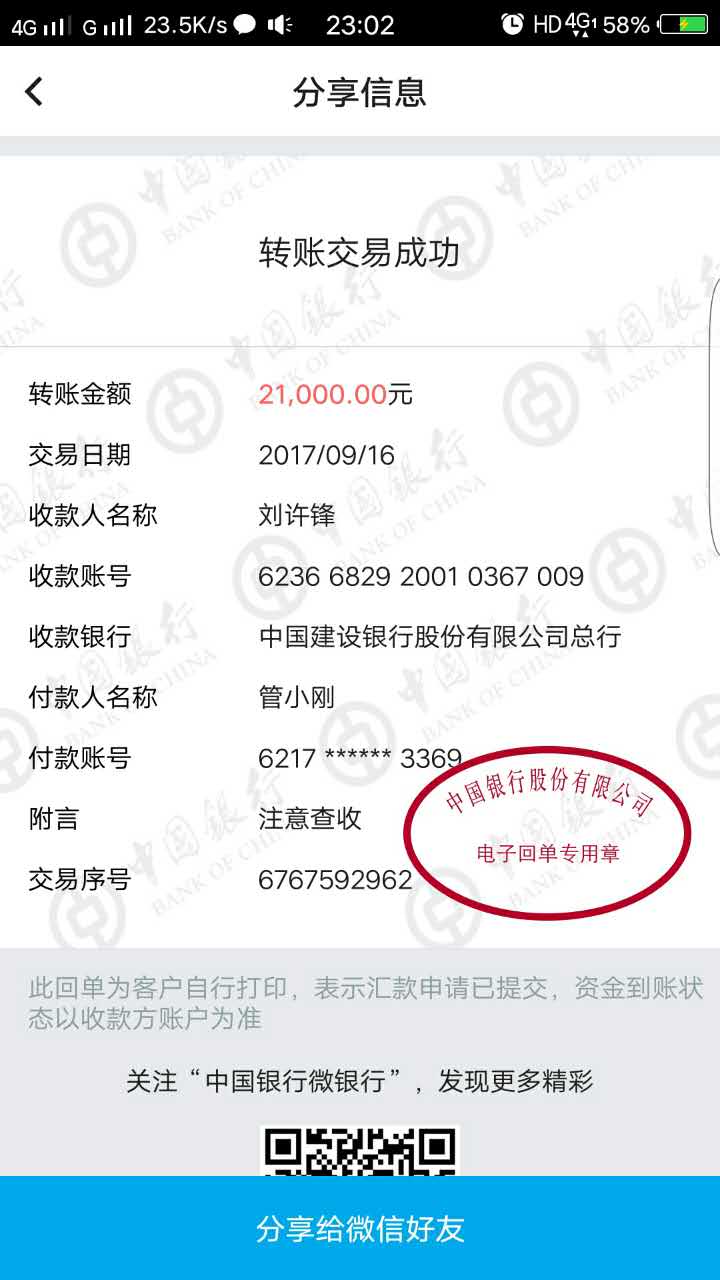 4G G 23.5K/s 23:02 HD 4G 1 58%
分享信息
中国银行
BANK OF CHINA
转账交易成功
转账金额 21,000.00元
交易日期 2017/09/16
收款人名称 刘许锋
收款账号 6236 6829 2001 0367 009
收款银行 中国建设银行股份有限公司总行
付款人名称 管小刚
付款账号 6217 ****** 3369
附言 注意查收
交易序号 6767592962
中国银行股份有限公司
电子回单专用章
此回单为客户自行打印，表示汇款申请已提交，资金到账状
态以收款方账户为准
关注“中国银行微银行”，发现更多精彩
分享给微信好友